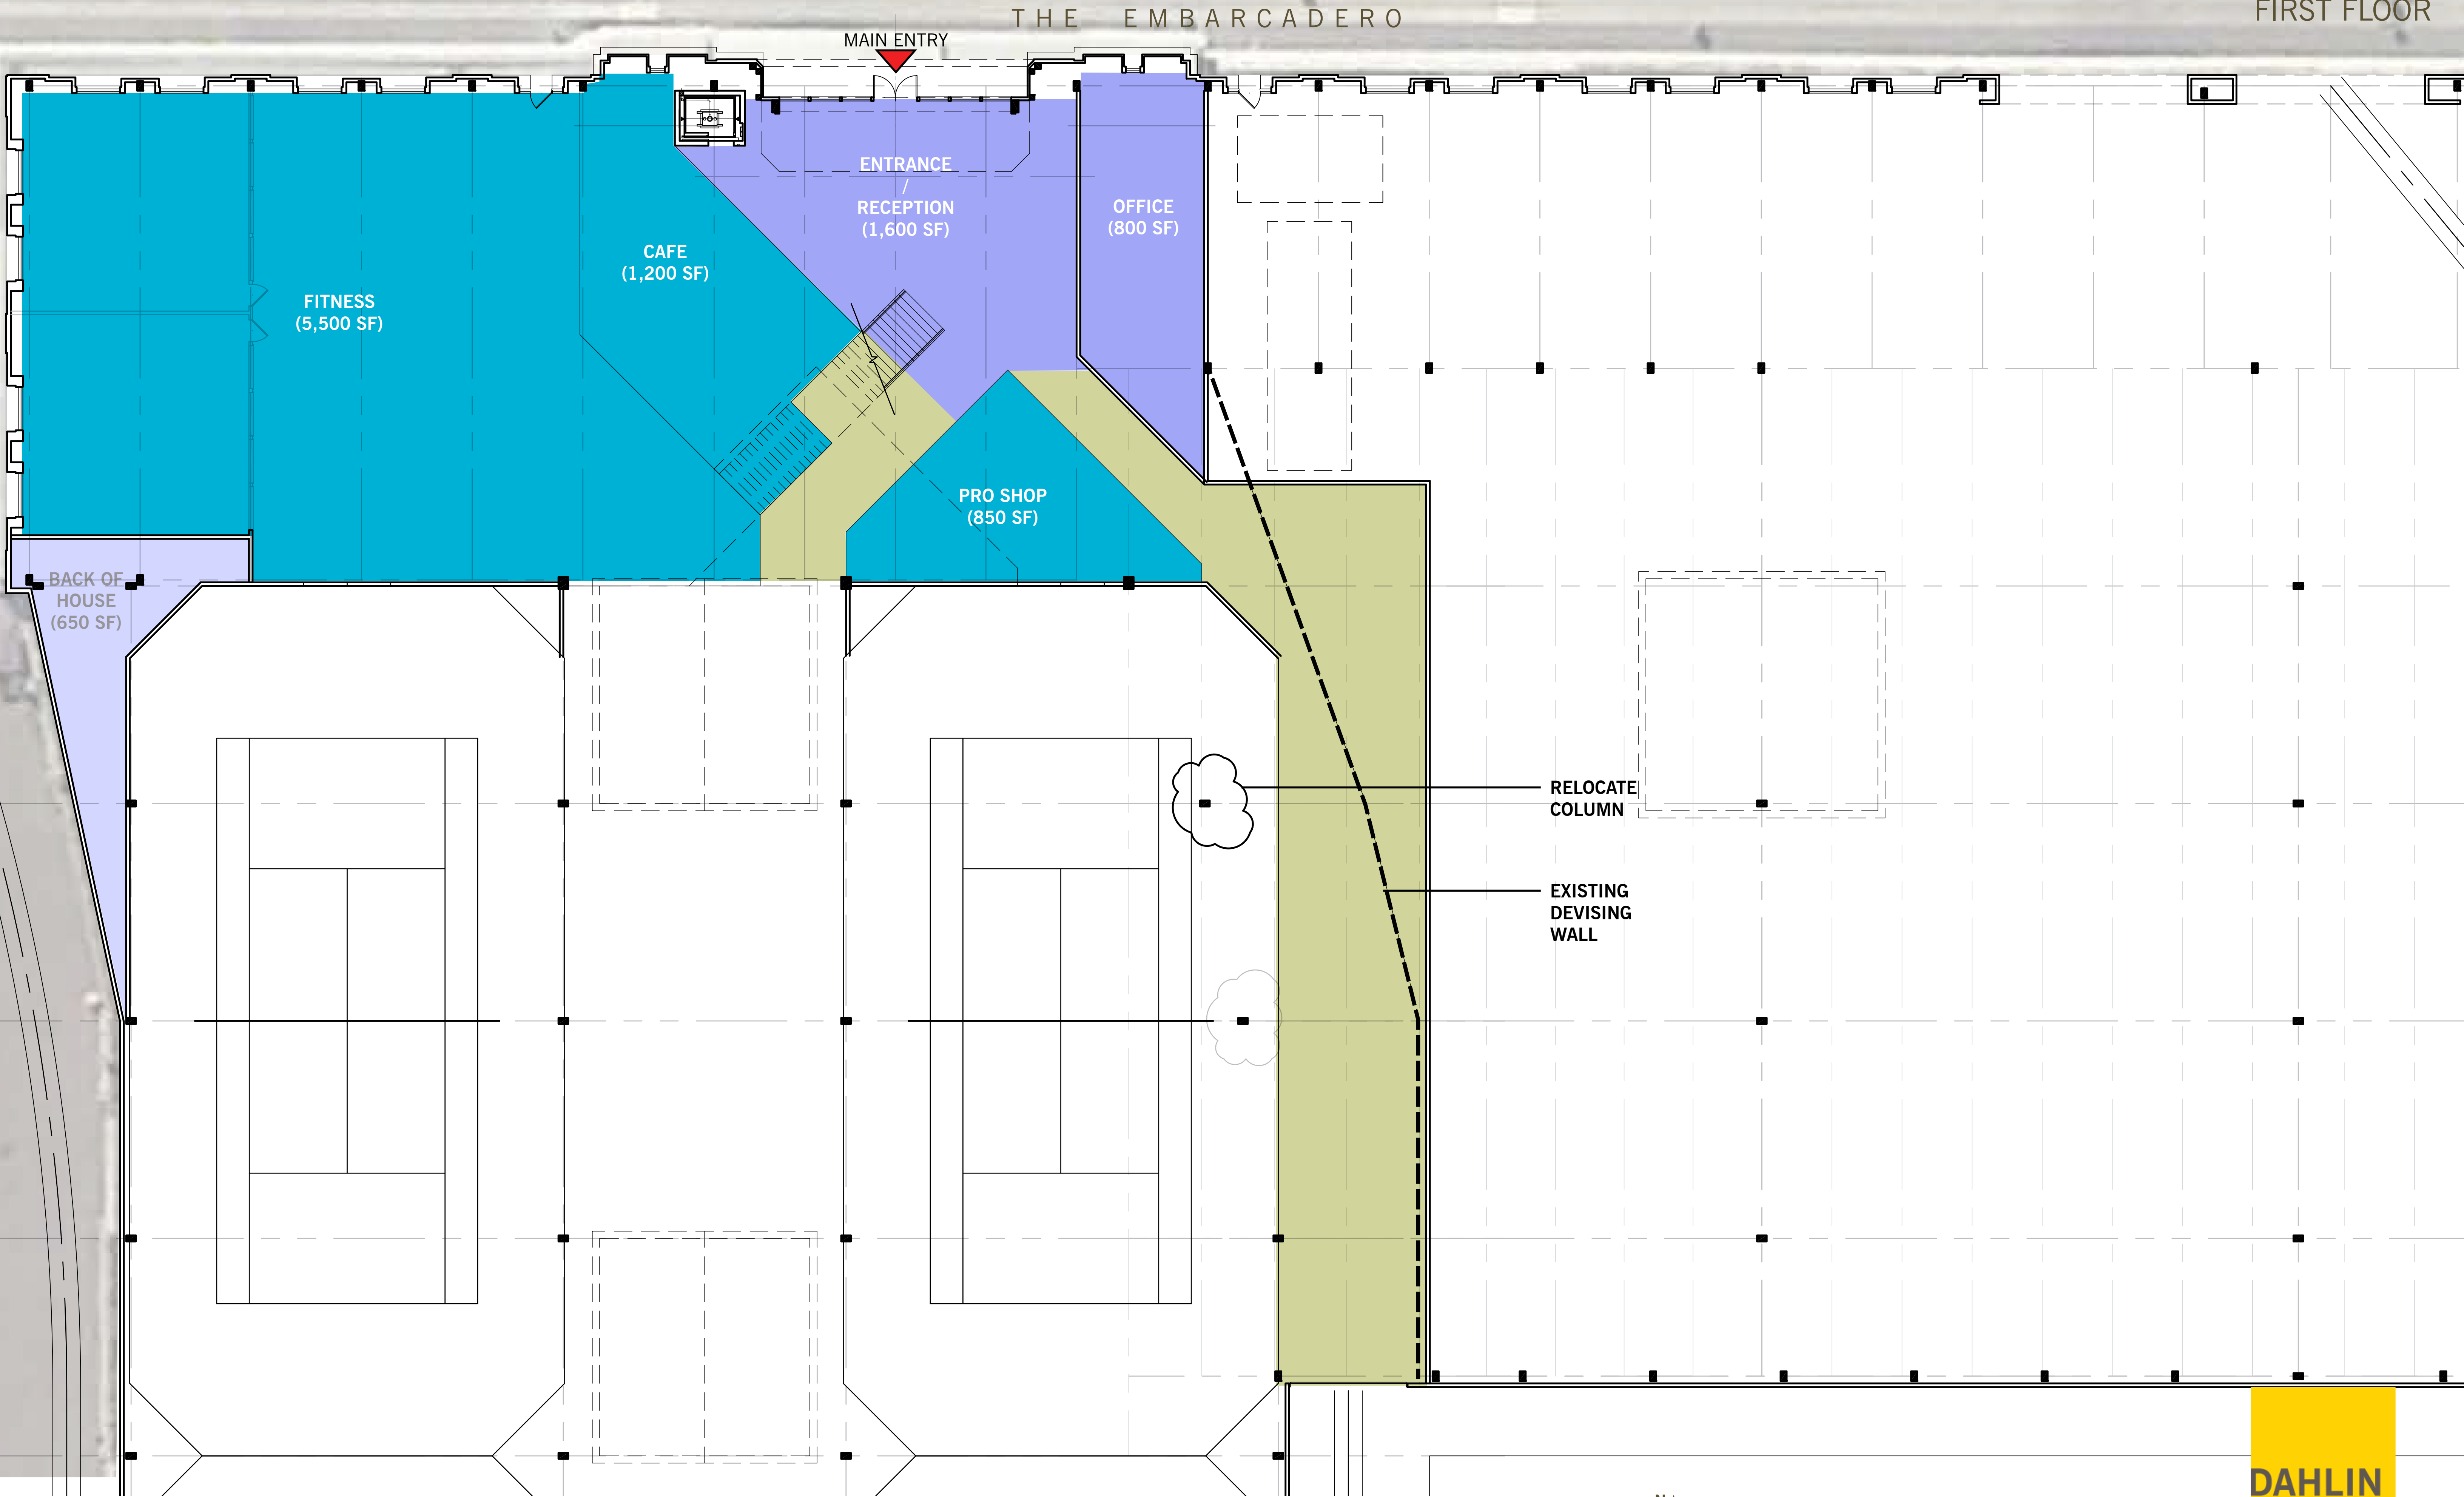 THE EMBARCADERO
FIRST FLOOR
MAIN ENTRY
ENTRANCE
/
RECEPTION
(1,600 SF)
OFFICE
(800 SF)
CAFE
(1,200 SF)
FITNESS
(5,500 SF)
PRO SHOP
(850 SF)
BACK OF
HOUSE
(650 SF)
RELOCATE
COLUMN
EXISTING
DEVISING
WALL
DAHLIN